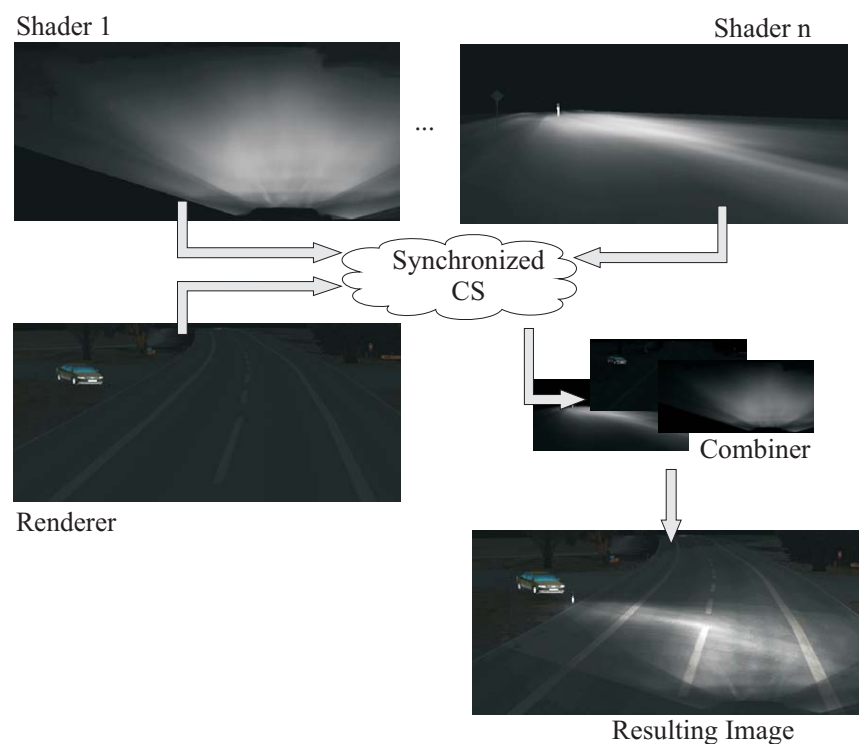 Shader 1
Shader n
...
Synchronized
CS
Renderer
Combiner
Resulting Image